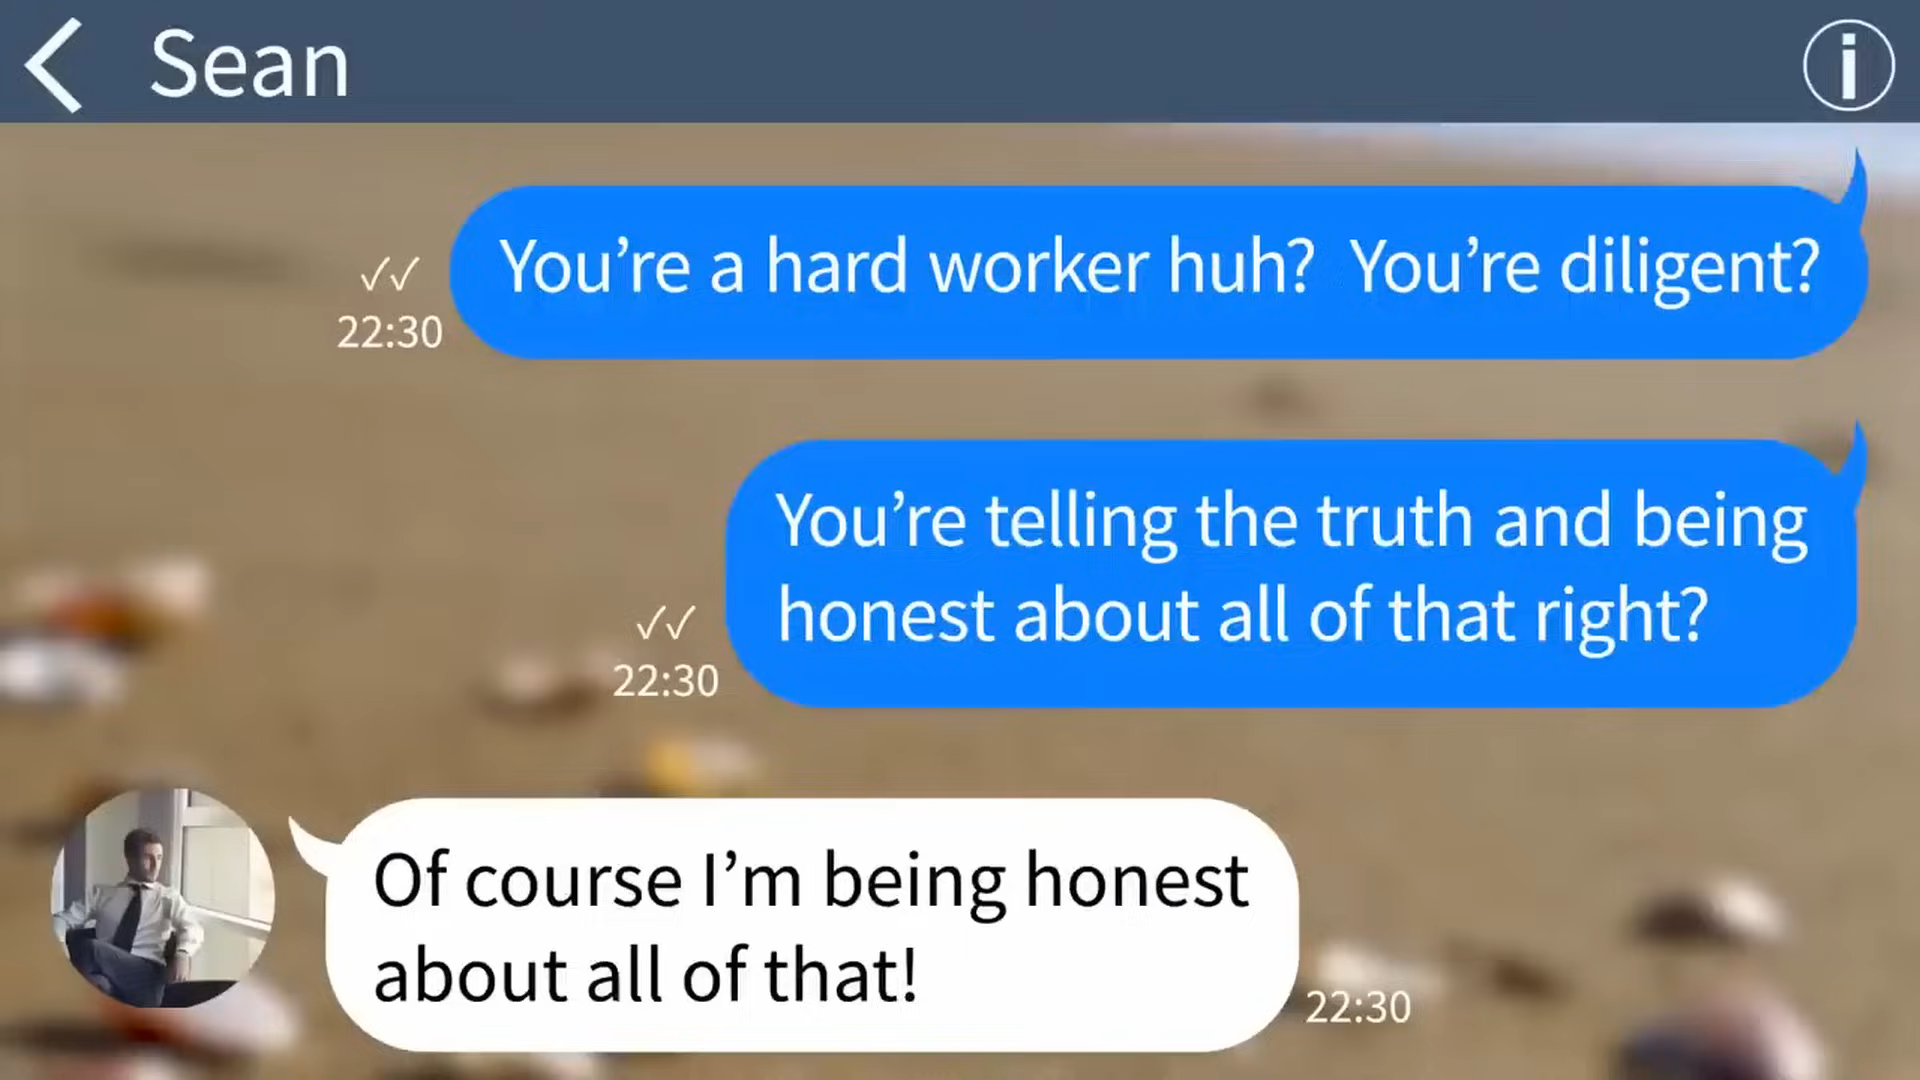 Sean
You’re a hard worker huh?  You’re diligent?
✓✓
22:30
You’re telling the truth and being
honest about all of that right?
✓✓
22:30
Of course I’m being honest
about all of that!
22:30